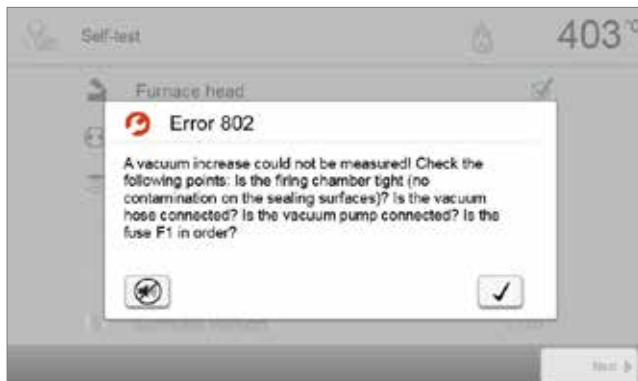 Self-test
403 °C
Furnace head
Error 802
A vacuum increase could not be measured! Check the
following points: Is the firing chamber tight (no
contamination on the sealing surfaces)? Is the vacuum
hose connected? Is the vacuum pump connected? Is the
fuse F1 in order?
Next